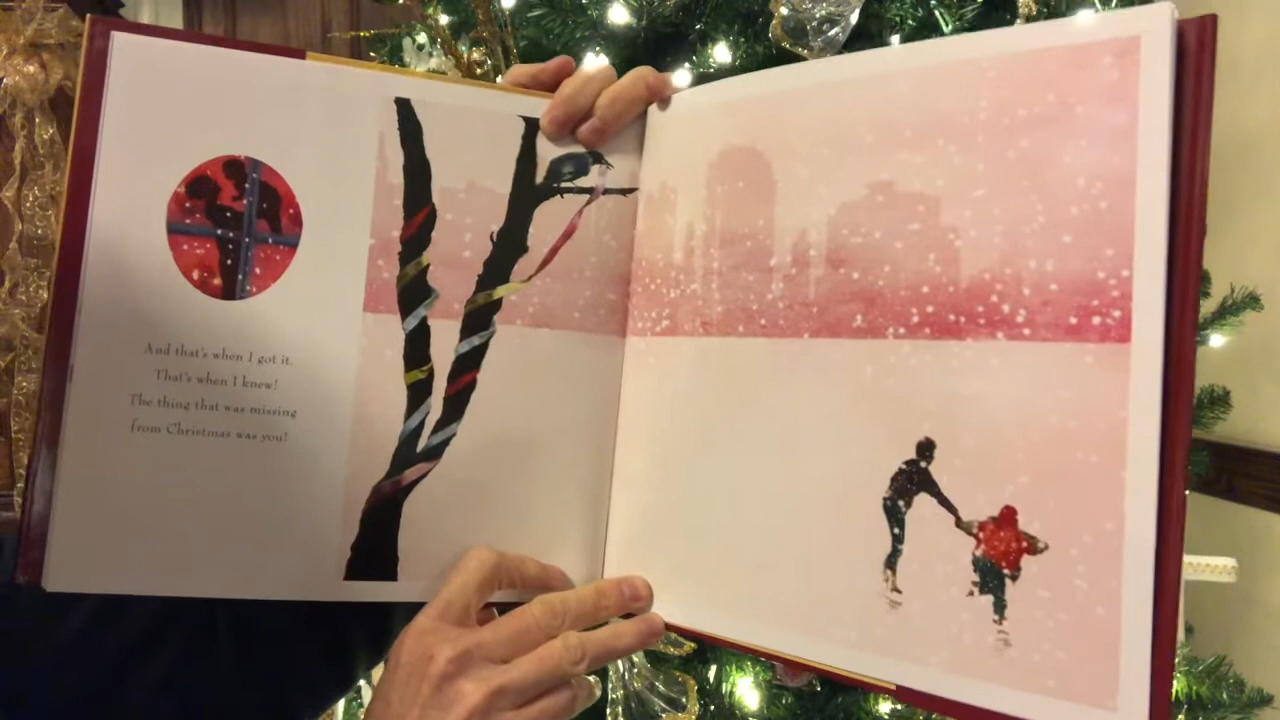 And that's when I got it.
That's when I knew!
The thing that was missing
from Christmas was you!